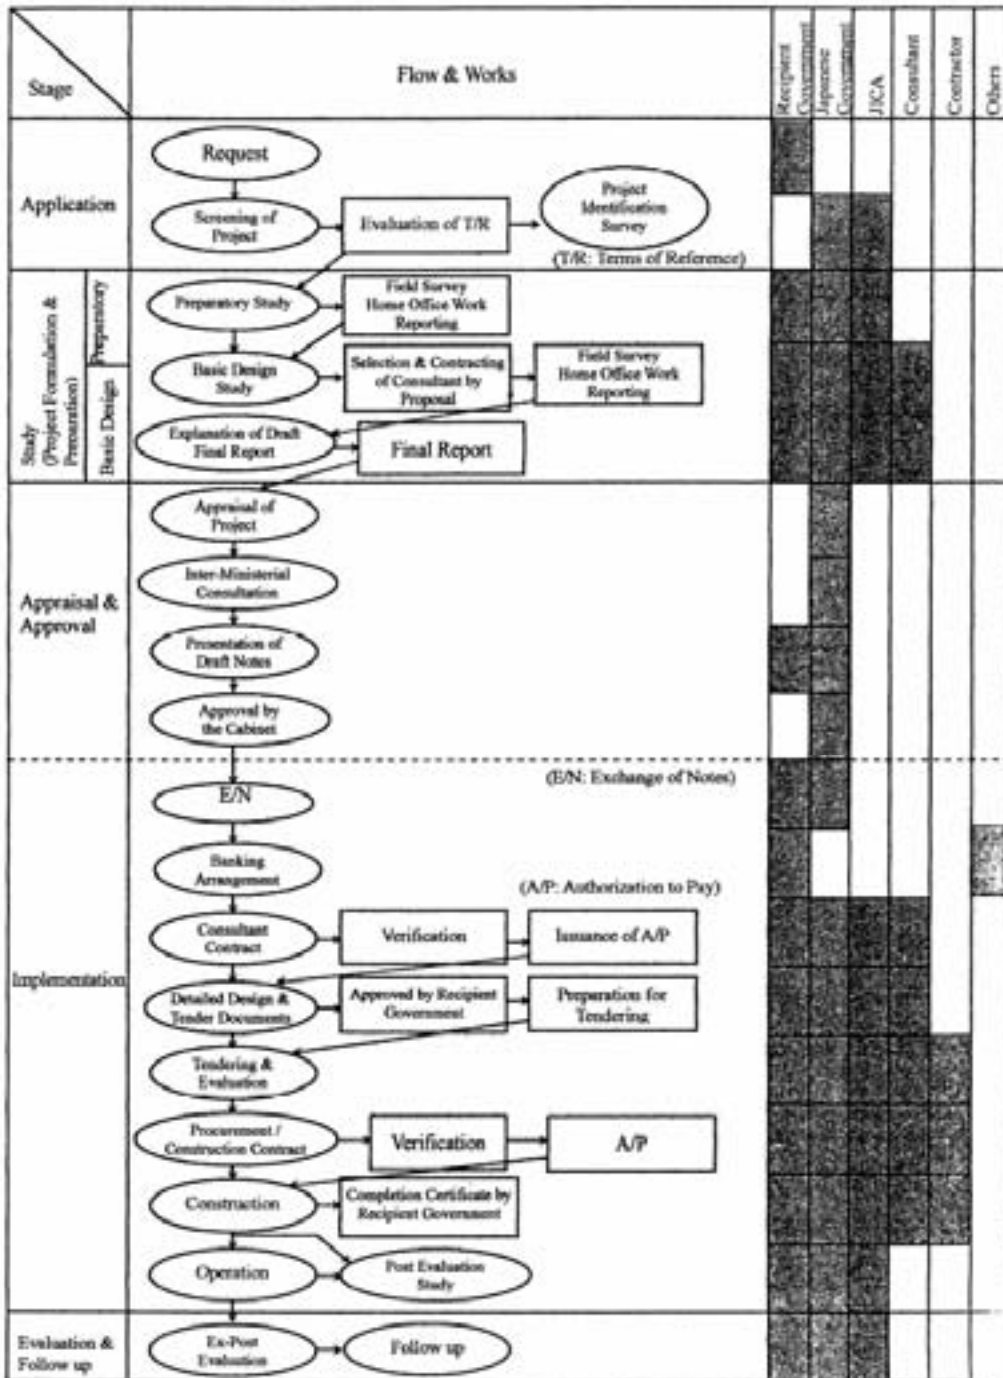 Stage
Flow & Works
Recipient
Government
Japanese
Government
JICA
Consultant
Contractor
Others
Application
Request
Screening of
Project
Evaluation of T/R
Project
Identification
Survey
(T/R: Terms of Reference)
Study
(Project Formulation &
Preparation)
Preparatory
Basic Design
Preparatory Study
Field Survey
Home Office Work
Reporting
Basic Design
Study
Selection & Contracting
of Consultant by
Proposal
Field Survey
Home Office Work
Reporting
Explanation of Draft
Final Report
Final Report
Appraisal &
Approval
Appraisal of
Project
Inter-Ministerial
Consultation
Presentation of
Draft Notes
Approval by
the Cabinet
Implementation
E/N
(E/N: Exchange of Notes)
Banking
Arrangement
(A/P: Authorization to Pay)
Consultant
Contract
Verification
Issuance of A/P
Detailed Design &
Tender Documents
Approved by Recipient
Government
Preparation for
Tendering
Tendering &
Evaluation
Procurement /
Construction Contract
Verification
A/P
Construction
Completion Certificate by
Recipient Government
Operation
Post Evaluation
Study
Evaluation &
Follow up
Ex-Post
Evaluation
Follow up